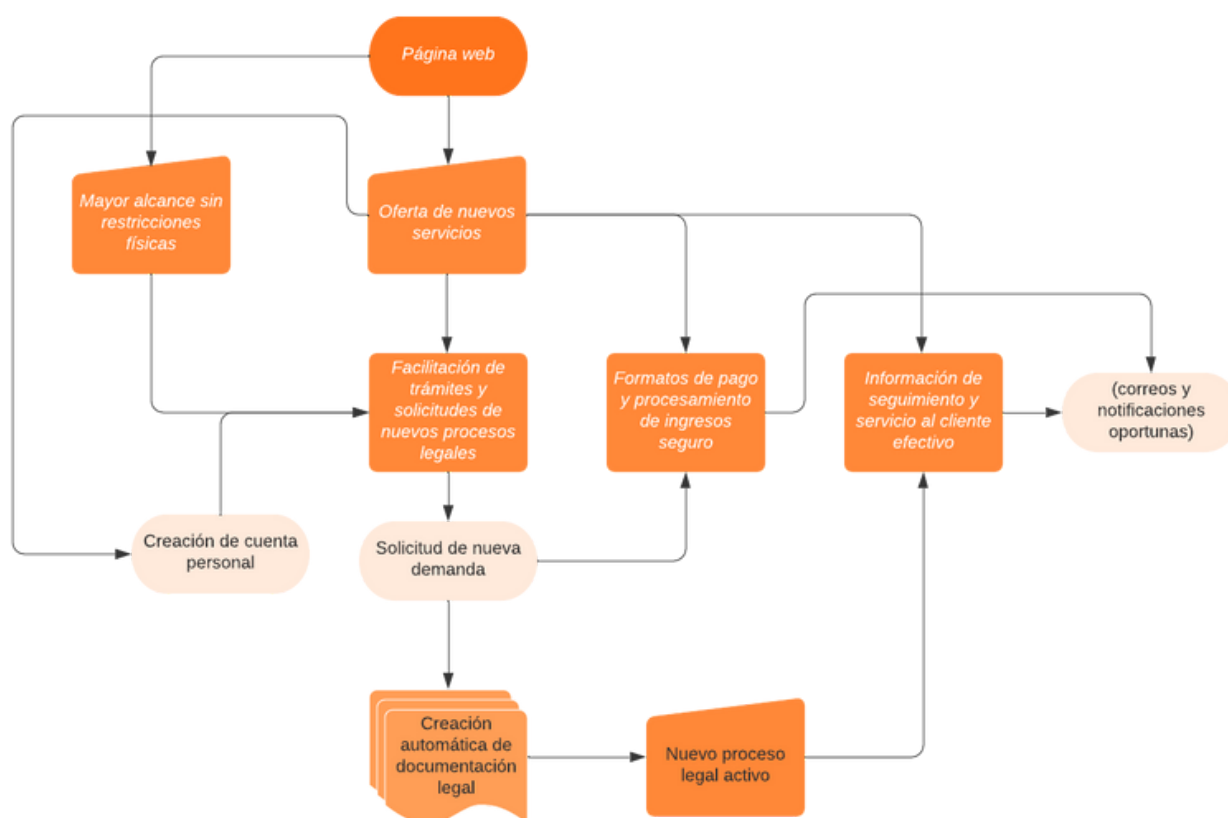 Página web
Mayor alcance sin
restricciones
físicas
Oferta de nuevos
servicios
Facilitación de
trámites y
solicitudes de
nuevos procesos
legales
Formatos de pago
y procesamiento
de ingresos
seguro
Información de
seguimiento y
servicio al cliente
efectivo
(correos y
notificaciones
oportunas)
Creación de cuenta
personal
Solicitud de nueva
demanda
Creación
automática de
documentación
legal
Nuevo proceso
legal activo